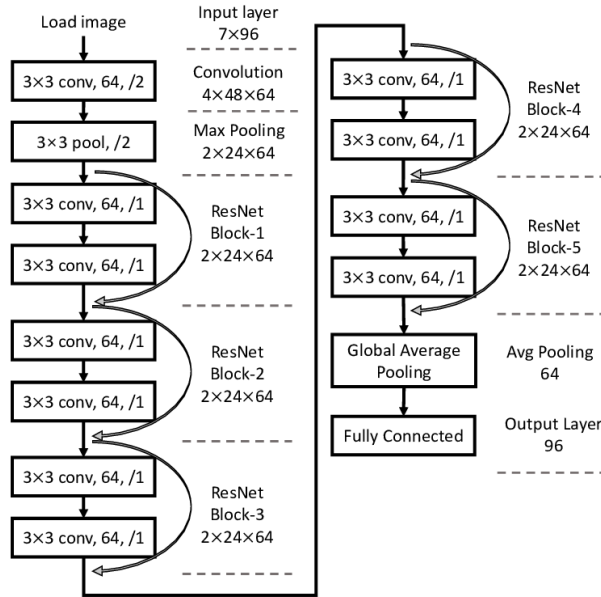 Load image
Input layer
7×96
3×3 conv, 64, /2
Convolution
4×48×64
3×3 pool, /2
Max Pooling
2×24×64
3×3 conv, 64, /1
3×3 conv, 64, /1
ResNet
Block-1
2×24×64
3×3 conv, 64, /1
3×3 conv, 64, /1
ResNet
Block-2
2×24×64
3×3 conv, 64, /1
3×3 conv, 64, /1
ResNet
Block-3
2×24×64
3×3 conv, 64, /1
3×3 conv, 64, /1
ResNet
Block-4
2×24×64
3×3 conv, 64, /1
3×3 conv, 64, /1
ResNet
Block-5
2×24×64
Global Average
Pooling
Avg Pooling
64
Fully Connected
Output Layer
96